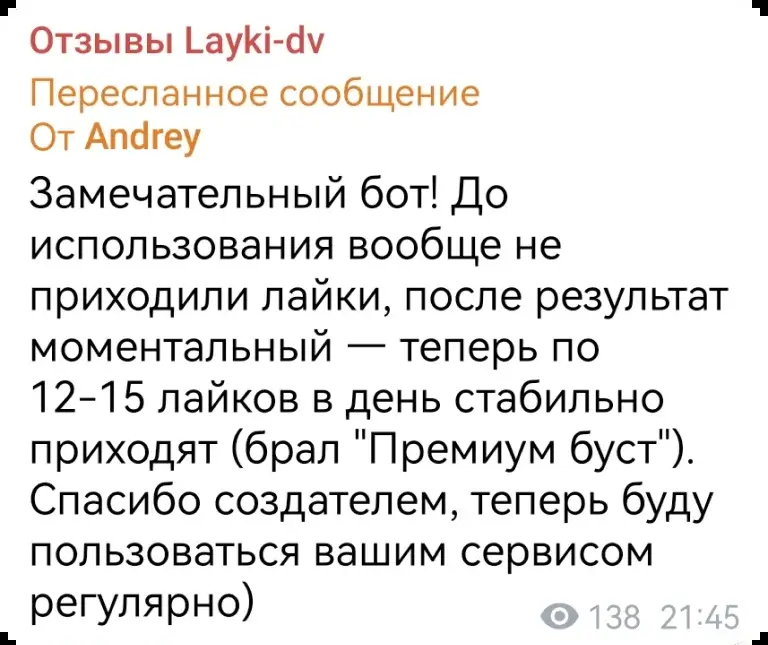 Отзывы Layki-dv
Пересланное сообщение
От Andrey
Замечательный бот! До
использования вообще не
приходили лайки, после результат
моментальный — теперь по
12-15 лайков в день стабильно
приходят (брал "Премиум буст").
Спасибо создателем, теперь буду
пользоваться вашим сервисом
регулярно)
138 21:45